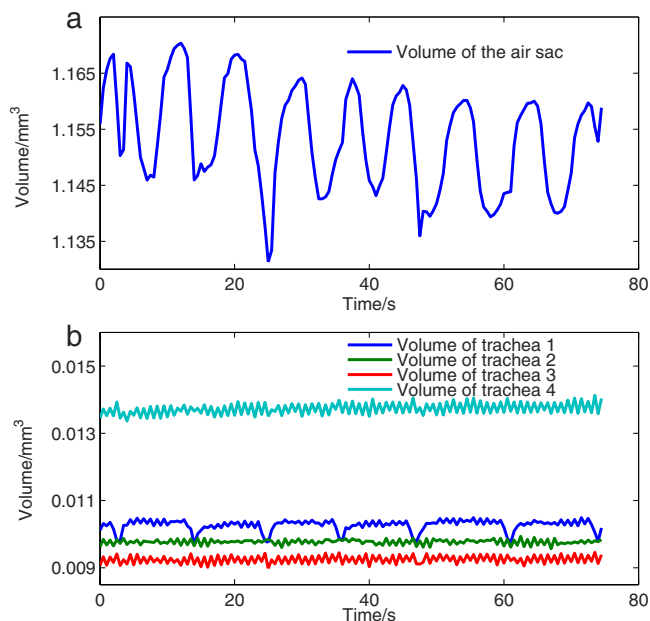 a
Volume of the air sac
1.165
1.155
1.145
1.135
Volume/mm³
0 20 40 60 80
Time/s
b
Volume of trachea 1
Volume of trachea 2
Volume of trachea 3
Volume of trachea 4
0.015
0.013
0.011
0.009
Volume/mm³
0 20 40 60 80
Time/s